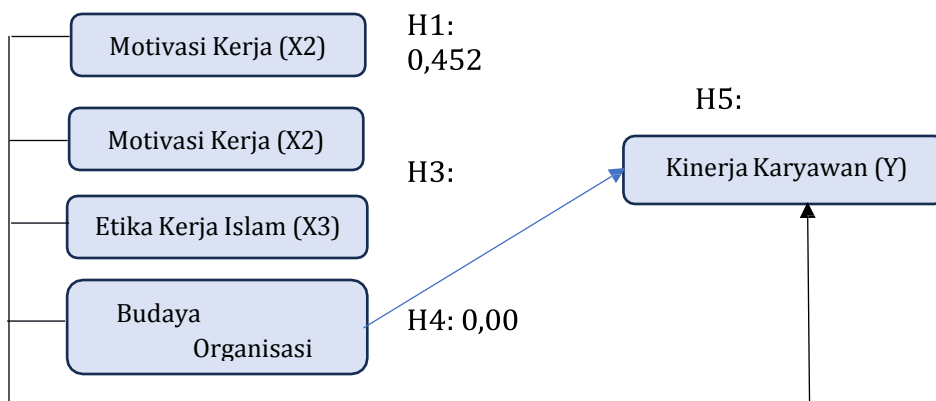 Motivasi Kerja (X2)
H1:
0,452
Motivasi Kerja (X2)
H5:
Etika Kerja Islam (X3)
H3:
Kinerja Karyawan (Y)
Budaya
Organisasi
H4: 0,00